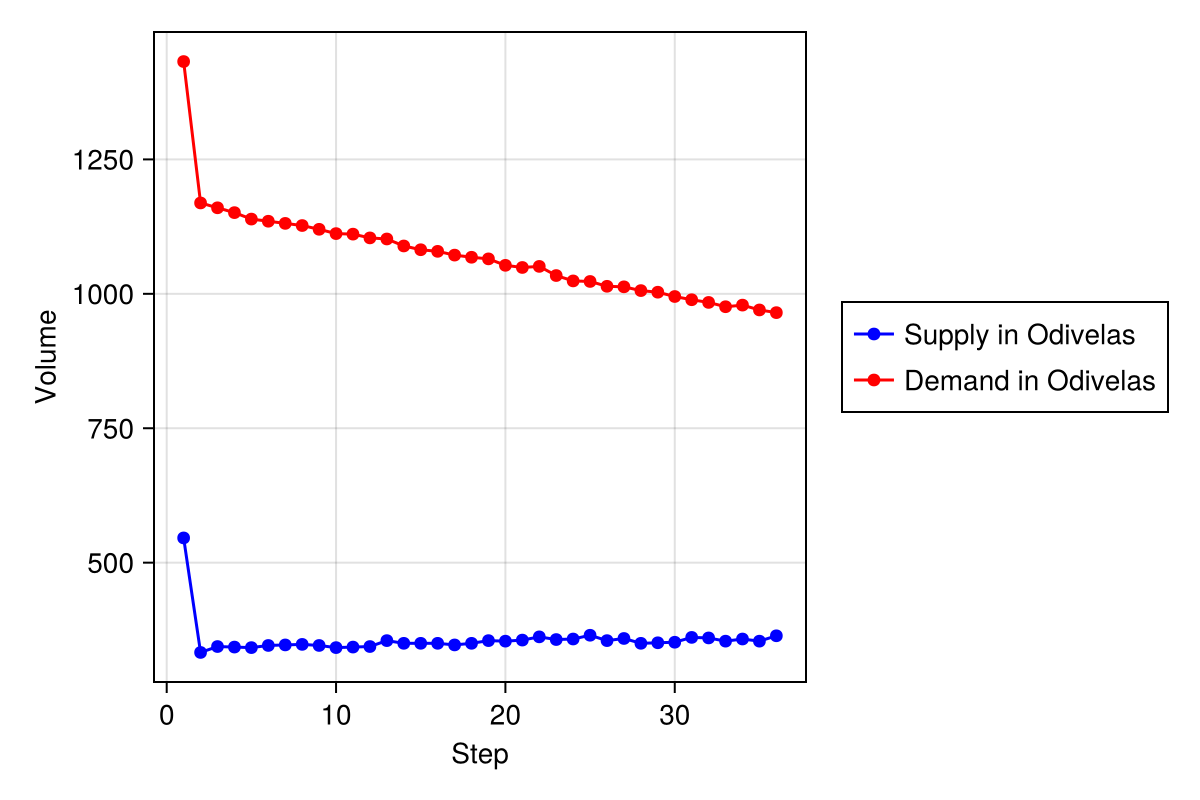 1250
1000
750
500
Volume
0 10 20 30
Step
Supply in Odivelas
Demand in Odivelas